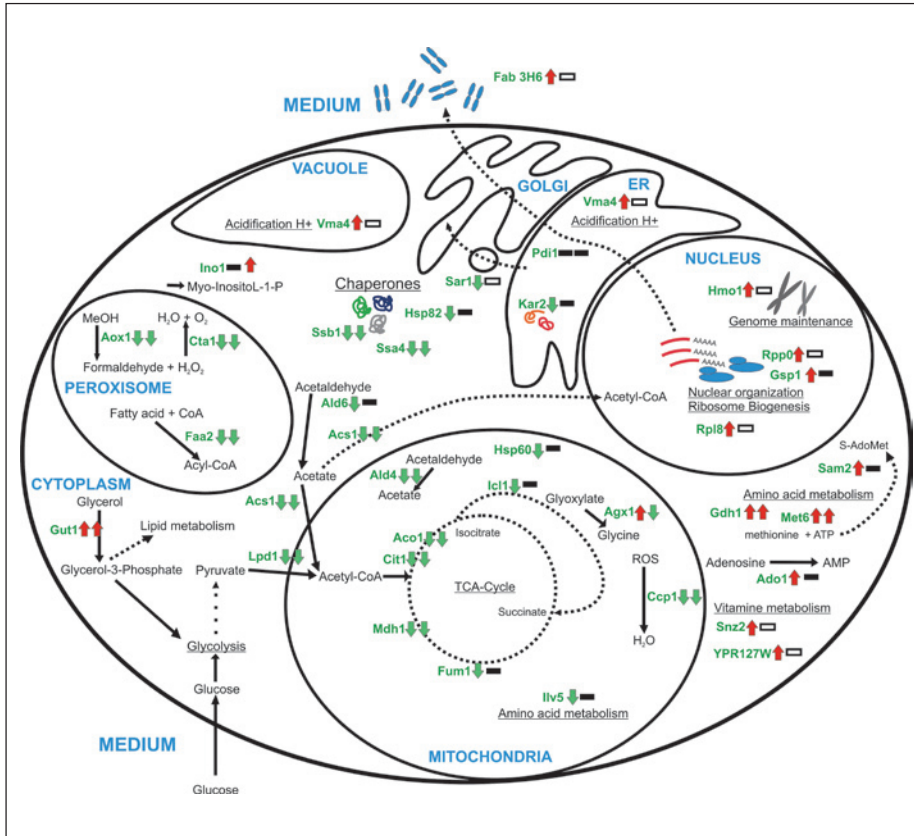 Fab 3H6
MEDIUM
VACUOLE
GOLGI
ER
Vma4
Acidification H+ Vma4
Acidification H+
Pdi1
NUCLEUS
Ino1
Myo-InositoL-1-P
Chaperones
Sar1
Hmo1
Kar2
Hsp82
Genome maintenance
MeOH
H2O + O2
Aox1
Cta1
Ssb1
Ssa4
Rpp0
Gsp1
Formaldehyde + H2O2
PEROXISOME
Acetaldehyde
Acetyl-CoA
Nuclear organization
Ribosome Biogenesis
Ald6
Fatty acid + CoA
Acs1
Rpl8
Faa2
Acyl-CoA
Hsp60
S-AdoMet
Acetaldehyde
Sam2
Acetate
Ald4
Icl1
CYTOPLASM
Glycerol
Acetate
Glyoxylate
Amino acid metabolism
Acs1
Agx1
Gdh1
Met6
Gut1
Lipid metabolism
Isocitrate
Glycine
methionine + ATP
Aco1
Lpd1
Cit1
ROS
Glycerol-3-Phosphate
Pyruvate
Acetyl-CoA
Adenosine
AMP
Ado1
TCA-Cycle
Ccp1
Succinate
Vitamine metabolism
Mdh1
Snz2
Glycolysis
H2O
YPR127W
Fum1
Glucose
Ilv5
Amino acid metabolism
MEDIUM
MITOCHONDRIA
Glucose